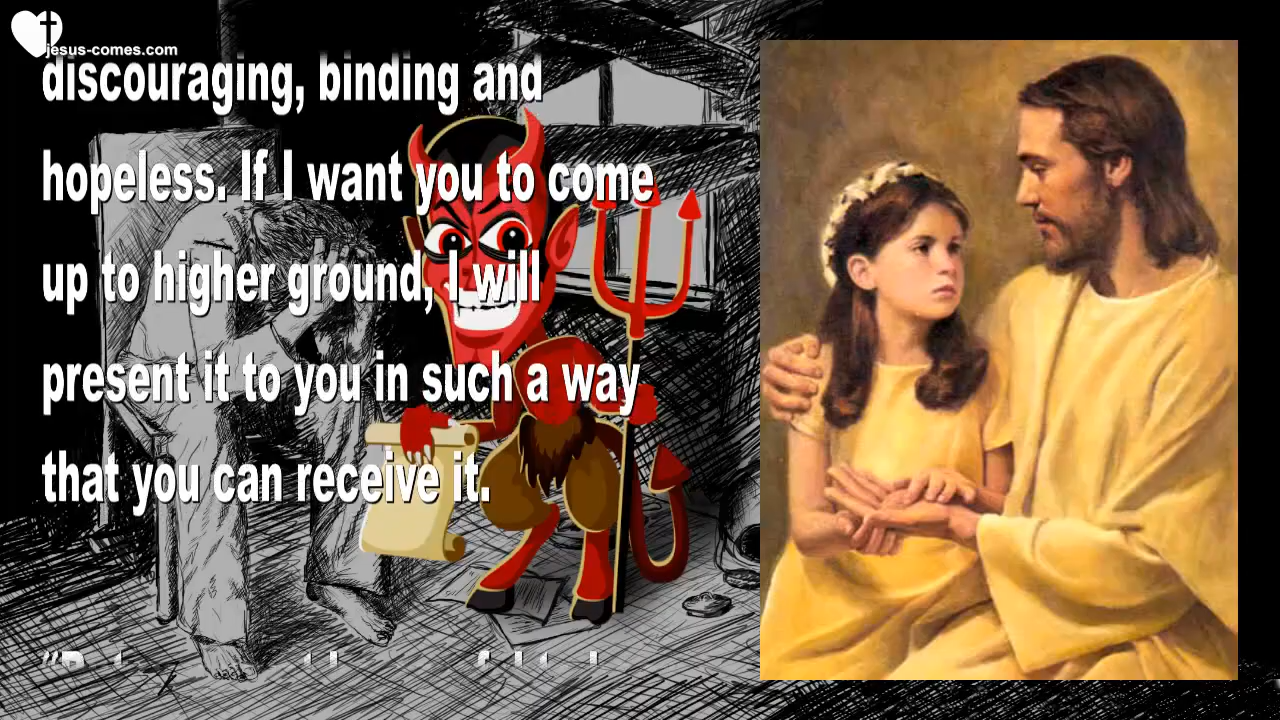 jesus-comes.com
discouraging, binding and
hopeless. If I want you to come
up to higher ground, I will
present it to you in such a way
that you can receive it.